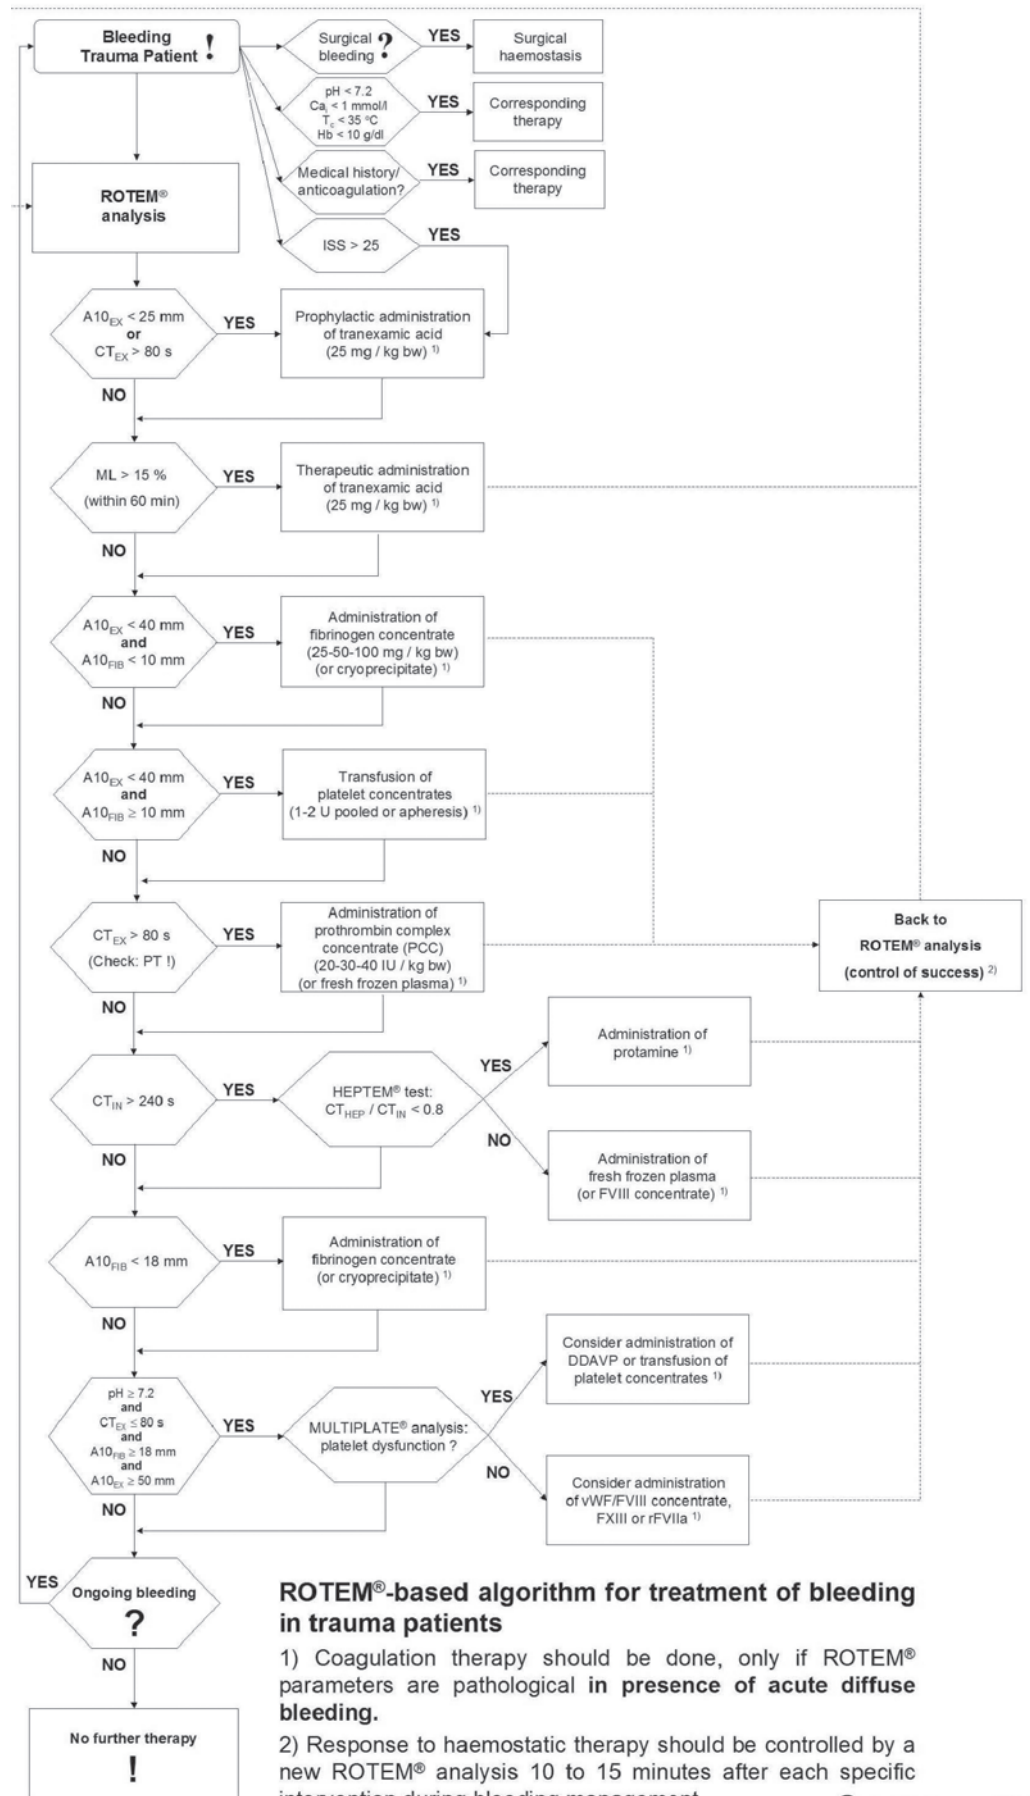 Bleeding
Trauma Patient !
Surgical
bleeding?
YES
Surgical
haemostasis
pH < 7.2
Cai < 1 mmol/l
Tc < 35 °C
Hb < 10 g/dl
YES
Corresponding
therapy
Medical history/
anticoagulation?
YES
Corresponding
therapy
ROTEM®
analysis
ISS > 25
YES
A10EX < 25 mm
or
CTEX > 80 s
YES
Prophylactic administration
of tranexamic acid
(25 mg / kg bw) 1)
NO
ML > 15 %
(within 60 min)
YES
Therapeutic administration
of tranexamic acid
(25 mg / kg bw) 1)
NO
A10EX < 40 mm
and
A10FIB < 10 mm
YES
Administration of
fibrinogen concentrate
(25-50-100 mg / kg bw)
(or cryoprecipitate) 1)
NO
A10EX < 40 mm
and
A10FIB ≥ 10 mm
YES
Transfusion of
platelet concentrates
(1-2 U pooled or apheresis) 1)
NO
CTEX > 80 s
(Check: PT !)
YES
Administration of
prothrombin complex
concentrate (PCC)
(20-30-40 IU / kg bw)
(or fresh frozen plasma) 1)
Back to
ROTEM® analysis
(control of success) 2)
NO
CTIN > 240 s
YES
HEPTEM® test:
CTHEP / CTIN < 0.8
YES
Administration of
protamine 1)
NO
Administration of
fresh frozen plasma
(or FVIII concentrate) 1)
NO
A10FIB < 18 mm
YES
Administration of
fibrinogen concentrate
(or cryoprecipitate) 1)
NO
pH ≥ 7.2
and
CTEX ≤ 80 s
and
A10FIB ≥ 18 mm
and
A10EX ≥ 50 mm
YES
MULTIPLATE® analysis:
platelet dysfunction ?
YES
Consider administration of
DDAVP or transfusion of
platelet concentrates 1)
NO
Consider administration
of vWF/FVIII concentrate,
FXIII or rFVIIa 1)
NO
YES
Ongoing bleeding
?
NO
No further therapy
!
ROTEM®-based algorithm for treatment of bleeding
in trauma patients
1) Coagulation therapy should be done, only if ROTEM®
parameters are pathological in presence of acute diffuse
bleeding.
2) Response to haemostatic therapy should be controlled by a
new ROTEM® analysis 10 to 15 minutes after each specific
intervention during bleeding management